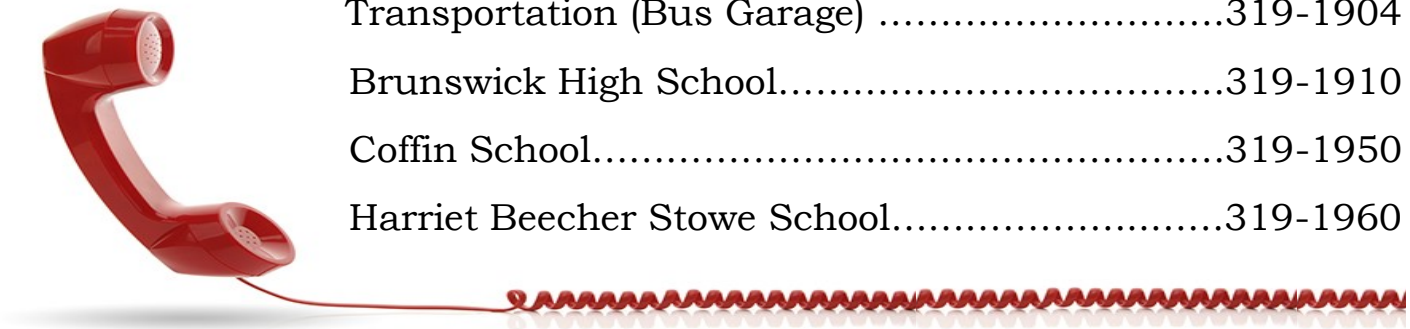 Transportation (Bus Garage) ............................319-1904
Brunswick High School....................................319-1910
Coffin School...................................................319-1950
Harriet Beecher Stowe School...........................319-1960